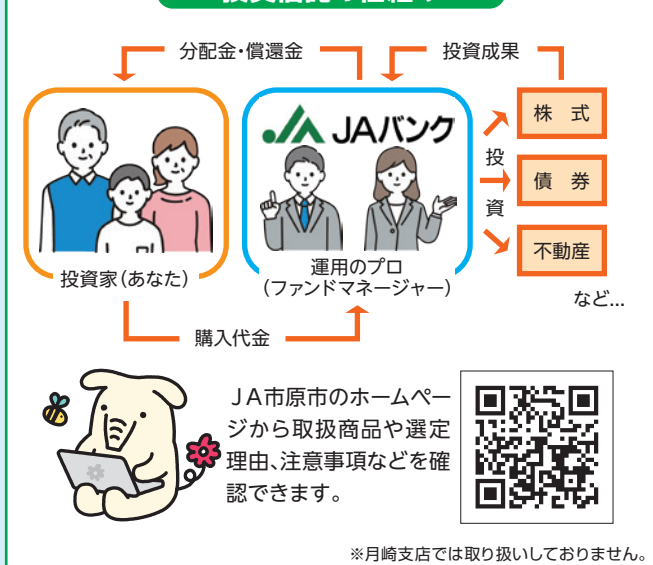 分配金・償還金
投資成果
JAバンク
株 式
投資
債 券
不動産
など...
投資家(あなた)
運用のプロ
(ファンドマネージャー)
購入代金
JA市原市のホームペー
ジから取扱商品や選定
理由、注意事項などを確
認できます。
※月崎支店では取り扱いしておりません。